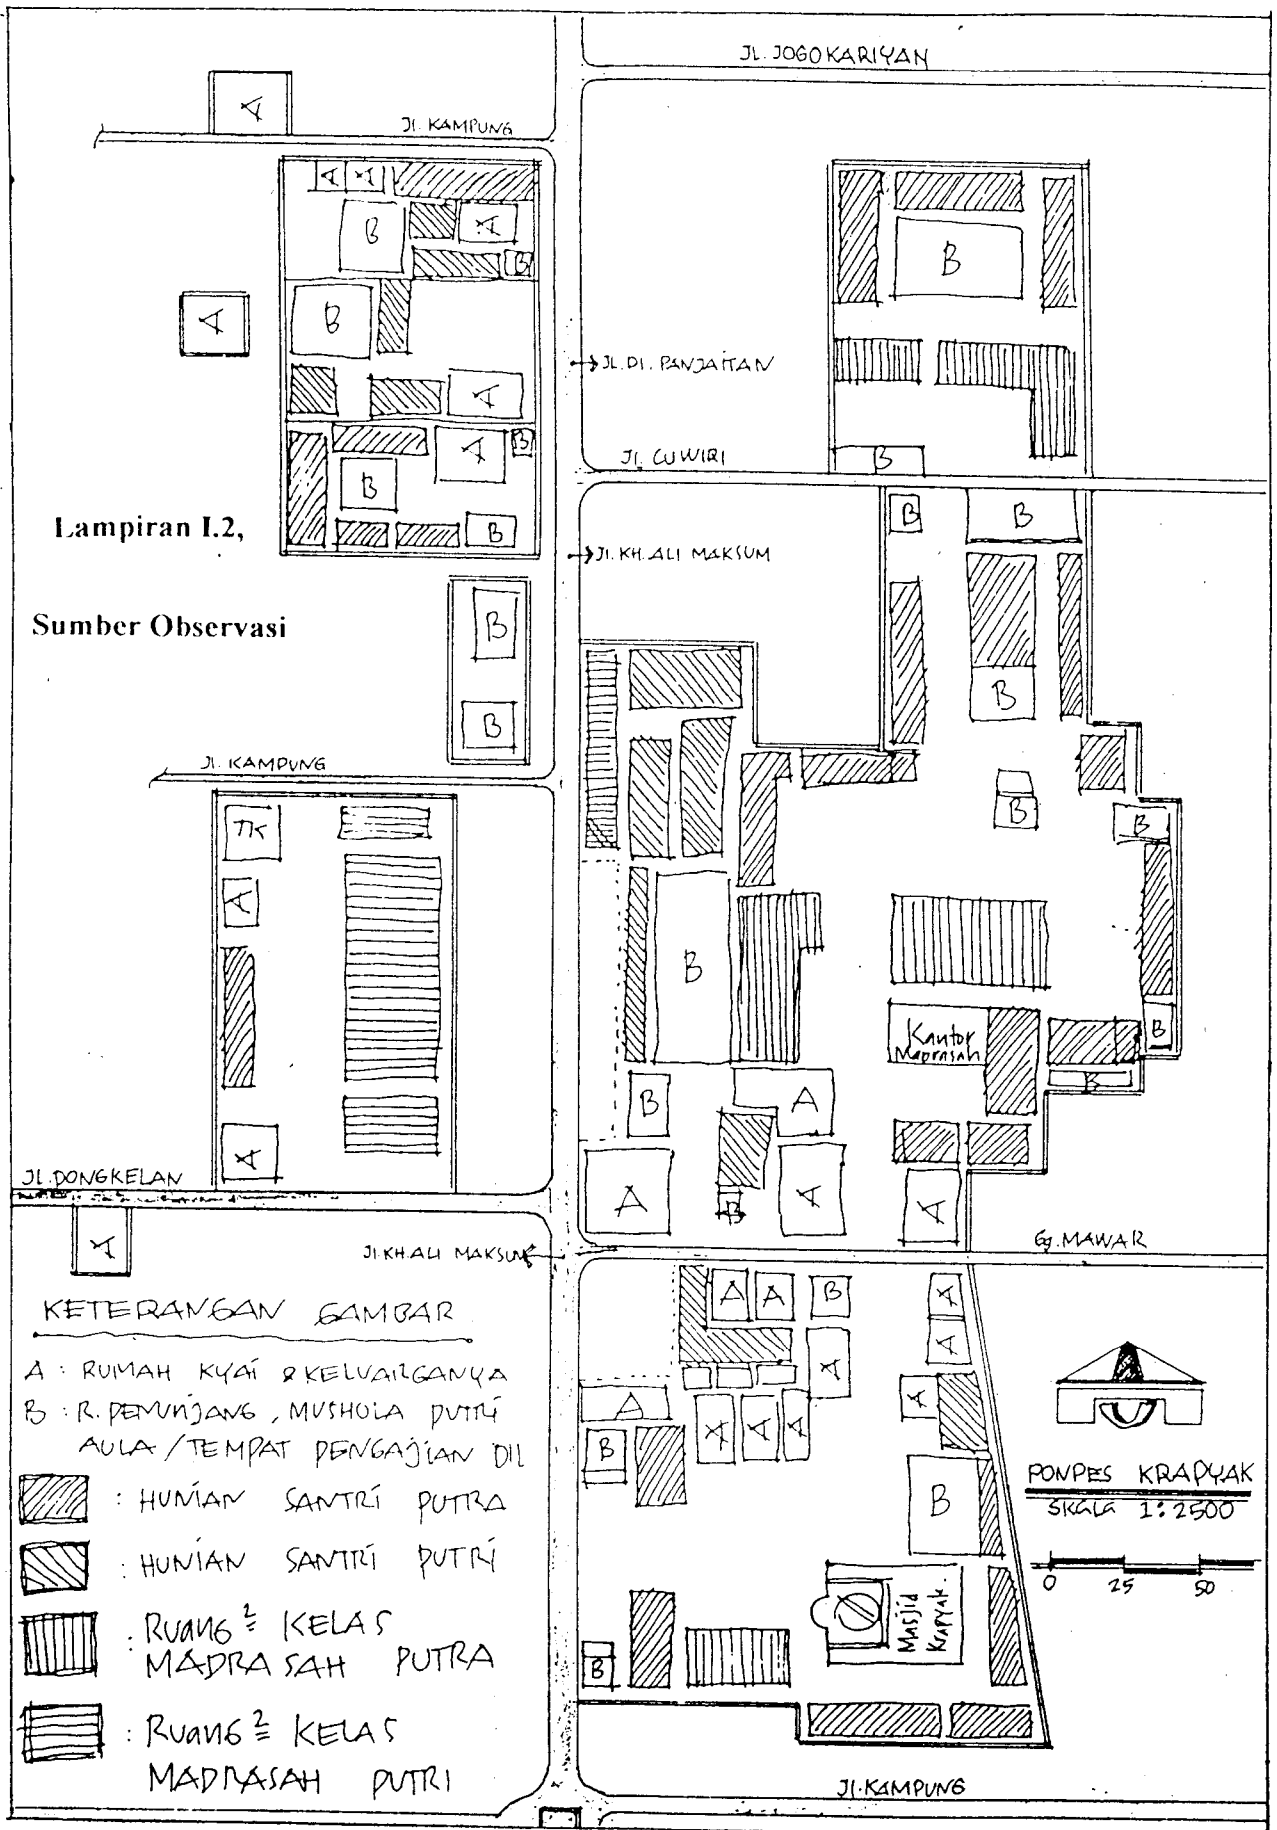 JL. JOGOKARIYAN
A
Jl. KAMPUNG
A A
B A
B
B
B
A
A
JL. DI. PANJAITAN
A
A B
B
B
Jl. CUWIRI
B
B B
Lampiran I.2,
Jl. KH. ALI MAKSUM
Sumber Observasi
B
B
B
Jl. KAMPUNG
TK
B
B
A
B
Kantor
Madrasah
B
B
B A
A
JL. DONGKELAN
A
B
A
A
A
Jl. KH. ALI MAKSUM
Gg. MAWAR
A A B A
A
A
A
A
A A A
B
B
KETERANGAN GAMBAR
A : RUMAH KYAI & KELUARGANYA
B : R. PENUNJANG, MUSHOLA PUTRI
AULA / TEMPAT PENGAJIAN DLL
: HUNIAN SANTRI PUTRA
: HUNIAN SANTRI PUTRI
: RUANG² KELAS
MADRASAH PUTRA
: RUANG² KELAS
MADRASAH PUTRI
PONPES KRAPYAK
SKALA 1:2500
0 25 50
Masjid
Krapyak.
B
Jl. KAMPUNG